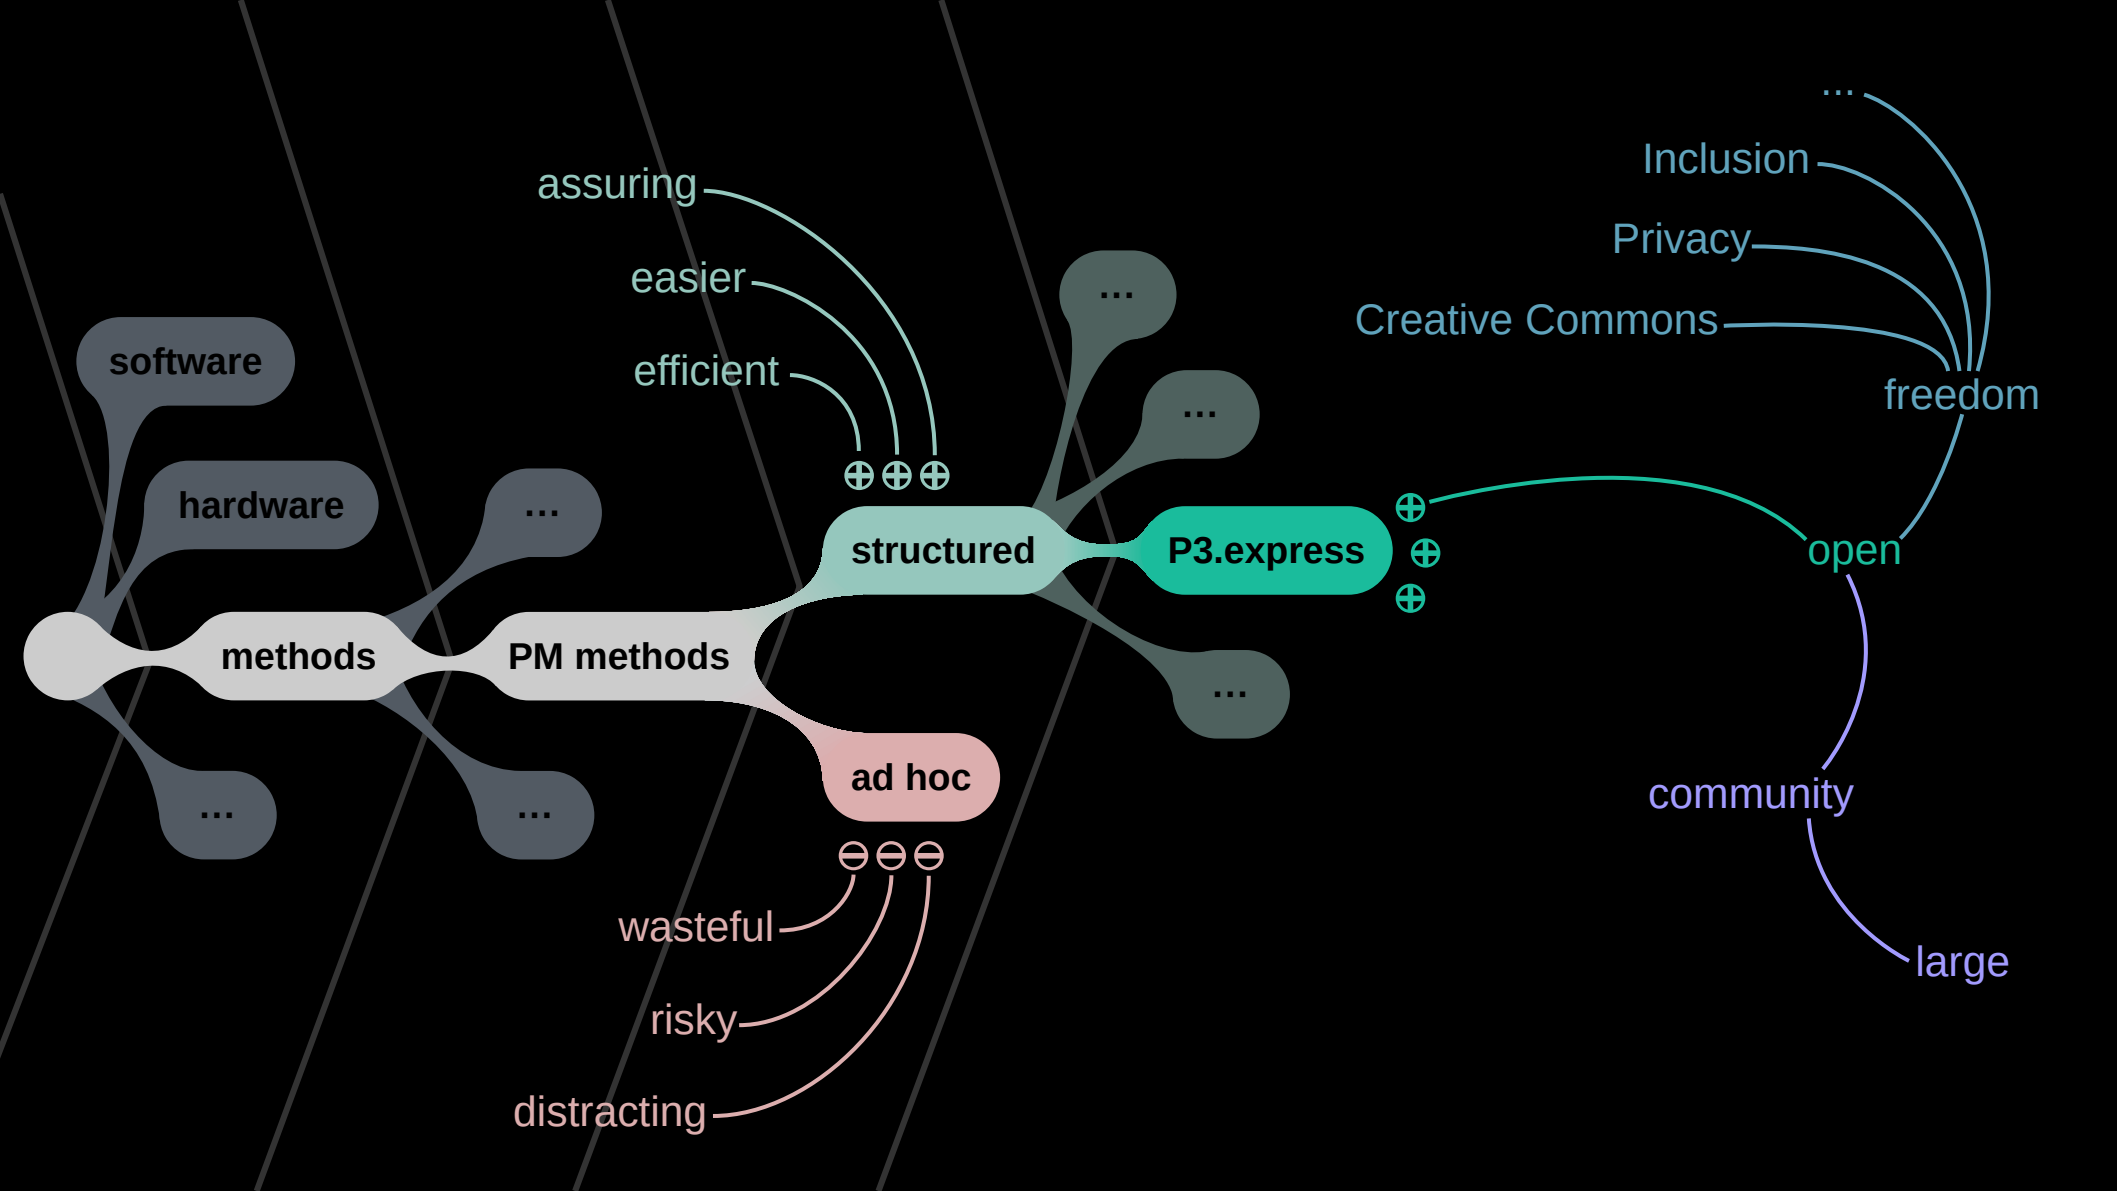 ...
Inclusion
assuring
Privacy
easier
...
Creative Commons
software
efficient
freedom
...
hardware
...
structured
P3.express
open
methods
PM methods
...
ad hoc
community
...
...
wasteful
large
risky
distracting